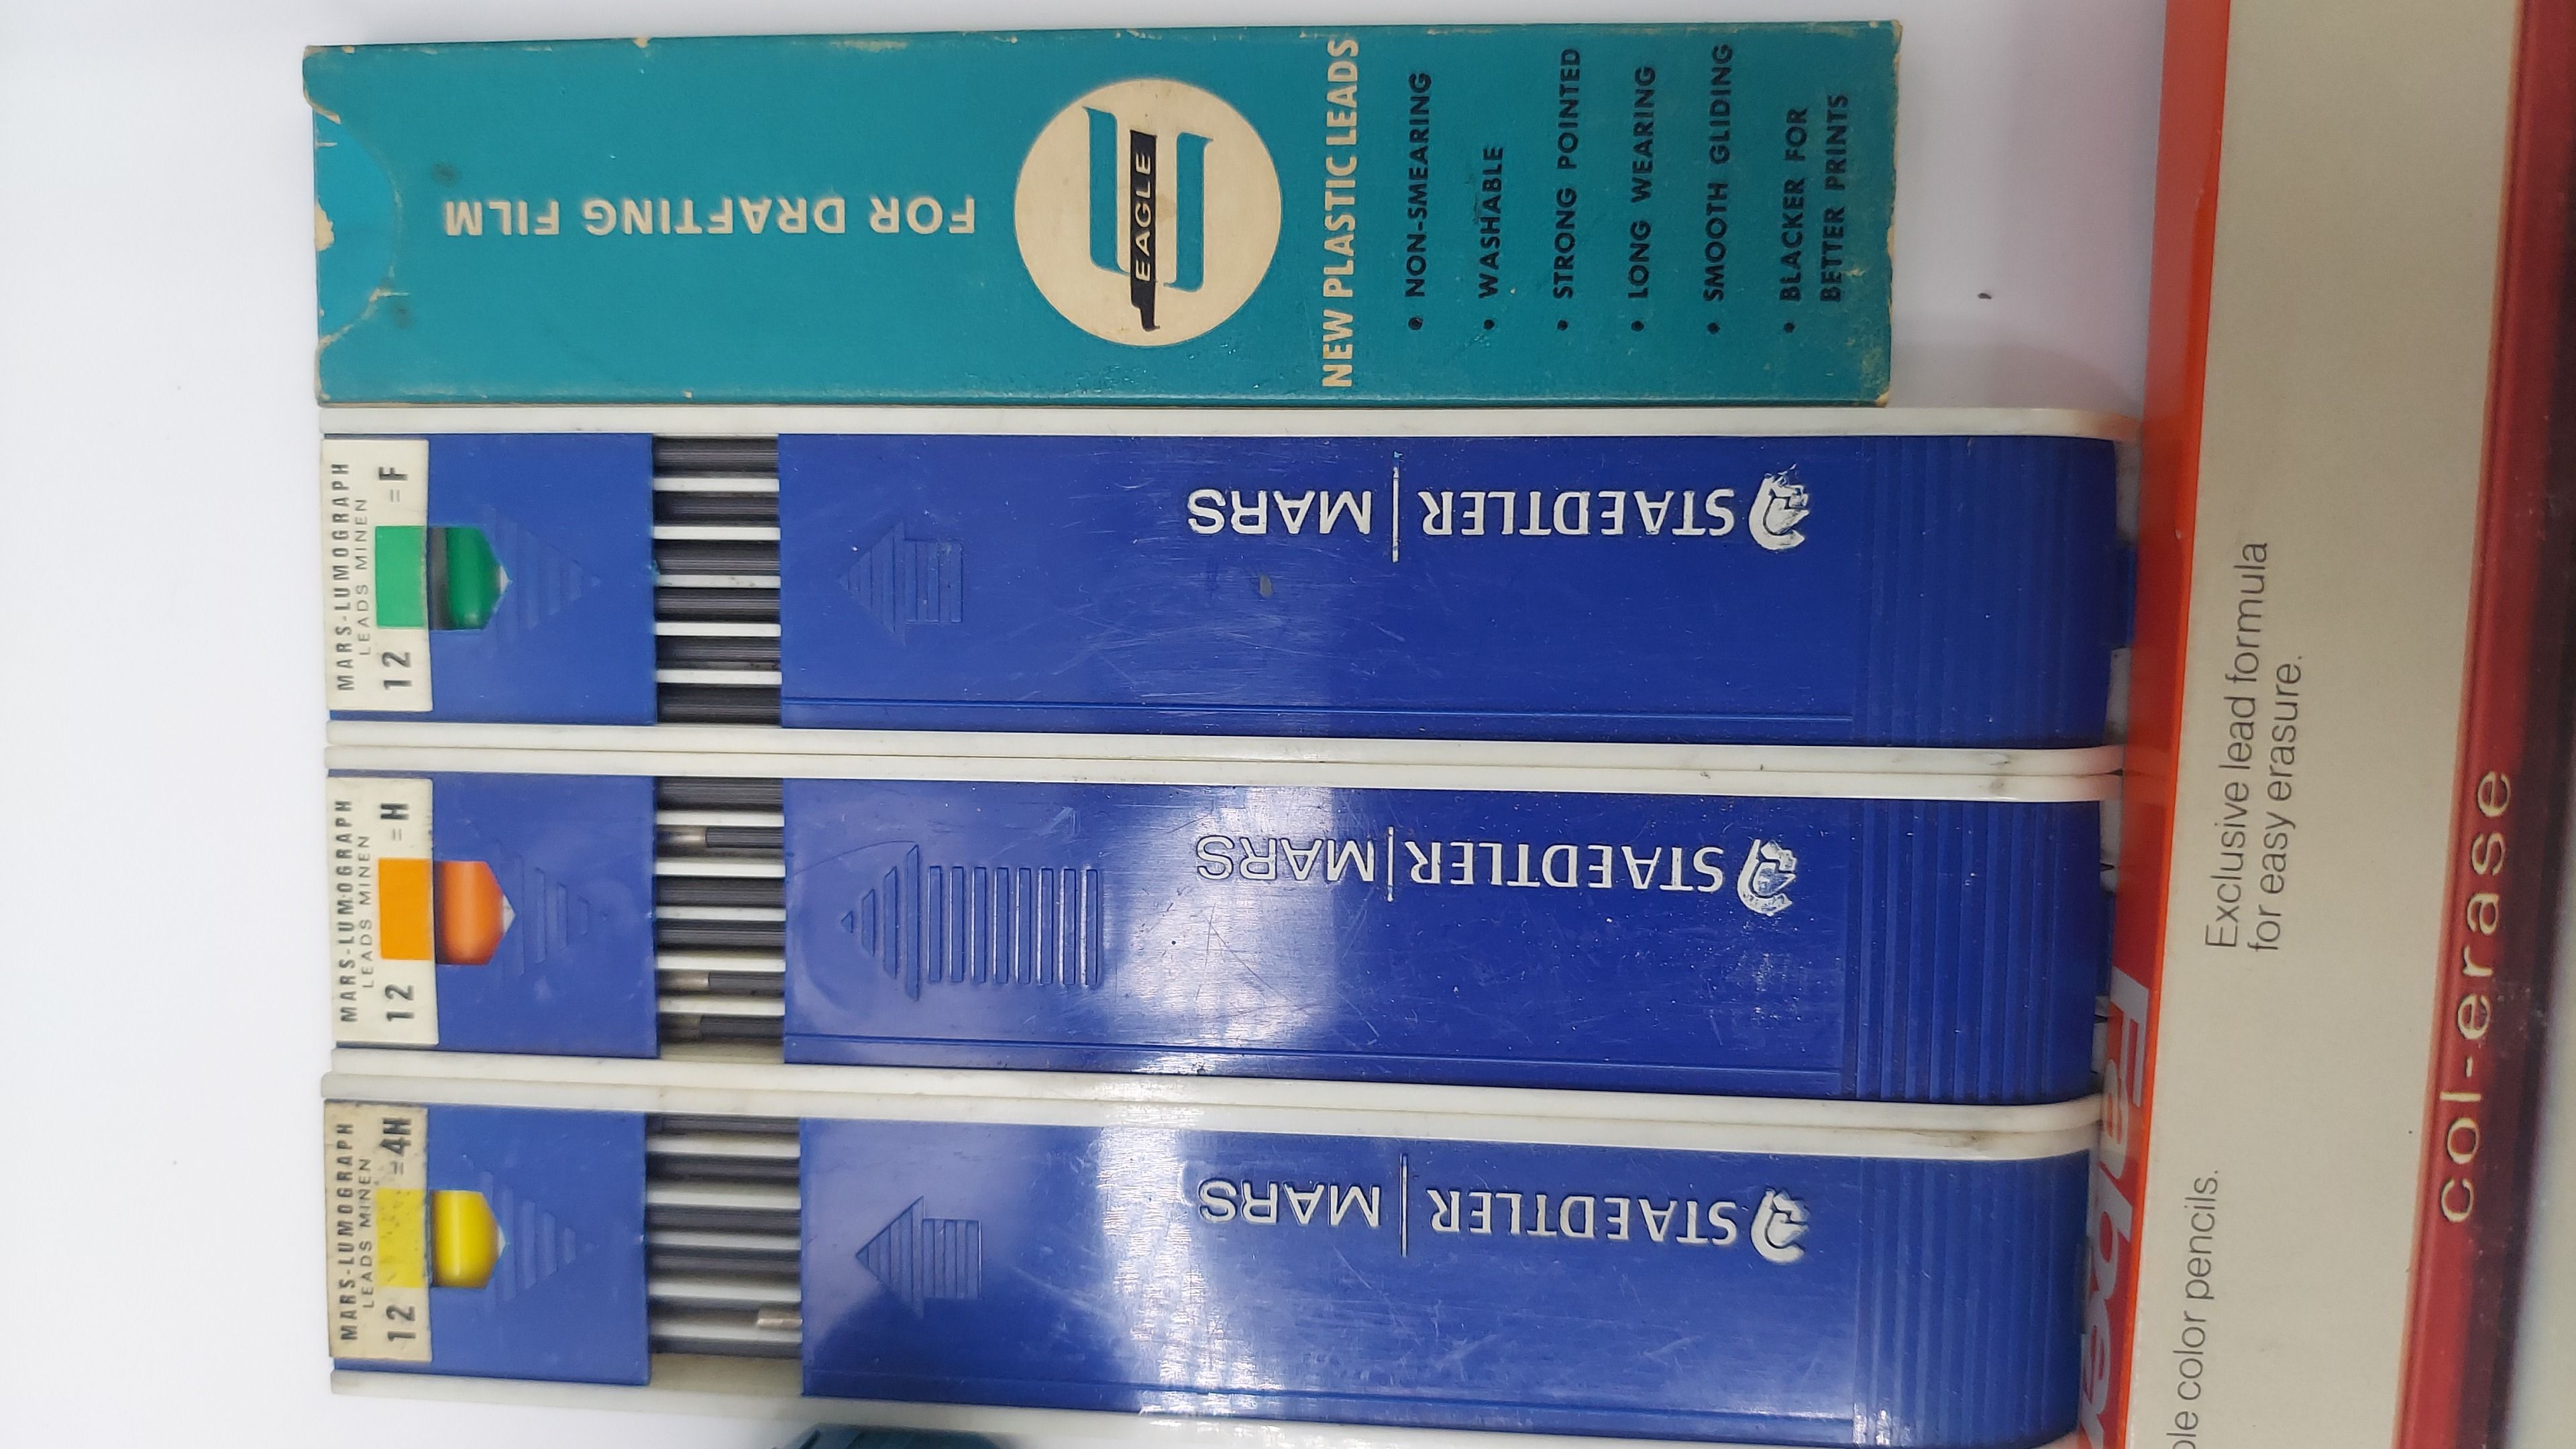 FOR DRAFTING FILM
EAGLE
NEW PLASTIC LEADS
• NON-SMEARING
• WASHABLE
• STRONG POINTED
• LONG WEARING
• SMOOTH GLIDING
• BLACKER FOR
BETTER PRINTS
MARS-LUMOGRAPH
LEADS MINEN
12 =F
STAEDTLER | MARS
MARS-LUMOGRAPH
LEADS MINEN
12 =H
STAEDTLER | MARS
MARS-LUMOGRAPH
LEADS MINEN
12 =4H
STAEDTLER | MARS
Faber
ble color pencils.
Exclusive lead formula
for easy erasure.
col-erase